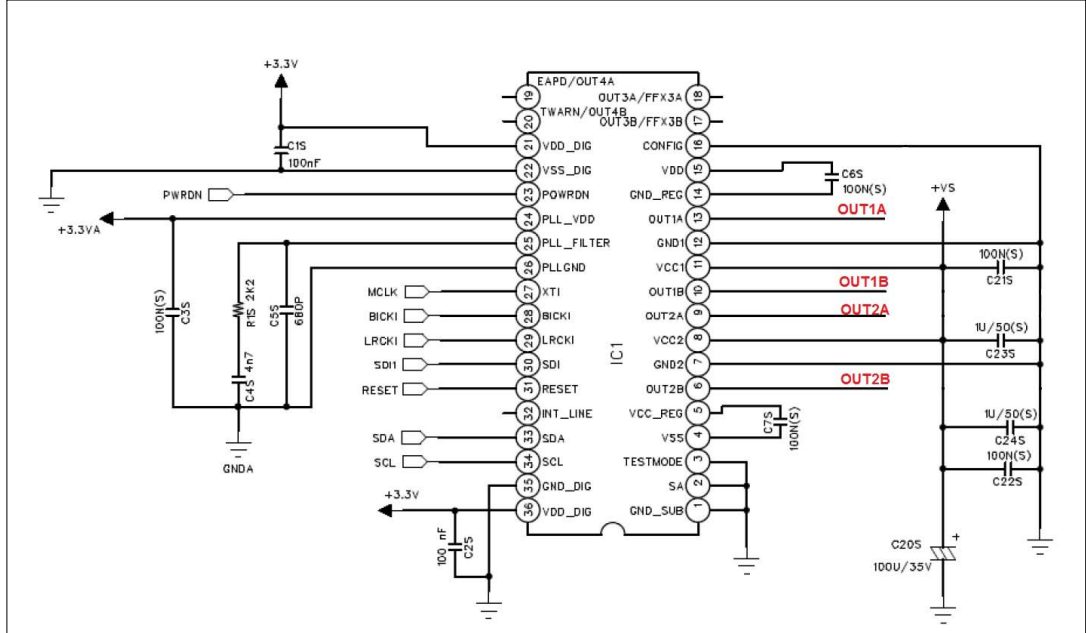 +3.3V
C1S
100nF
PWRDN
+3.3VA
100N(S)
C3S
R1S 2K2
C4S 4n7
C5S
680P
GNDA
MCLK
BICKI
LRCKI
SDI1
RESET
SDA
SCL
+3.3V
100 nF
C2S
EAPD/OUT4A
19
TWARN/OUT4B
20
21 VDD_DIG
22 VSS_DIG
23 POWRDN
24 PLL_VDD
25 PLL_FILTER
26 PLLGND
27 XTI
28 BICKI
29 LRCKI
30 SDI
31 RESET
32 INT_LINE
33 SDA
34 SCL
35 GND_DIG
36 VDD_DIG
IC1
OUT3A/FFX3A 18
OUT3B/FFX3B 17
CONFIG 16
VDD 15
GND_REG 14
OUT1A 13
GND1 12
VCC1 11
OUT1B 10
OUT2A 9
VCC2 8
GND2 7
OUT2B 6
VCC_REG 5
VSS 4
TESTMODE 3
SA 2
GND_SUB 1
C6S
100N(S)
OUT1A
OUT1B
OUT2A
OUT2B
C7S
100N(S)
+VS
100N(S)
C21S
1U/50(S)
C23S
1U/50(S)
C24S
100N(S)
C22S
C20S
+
100U/35V